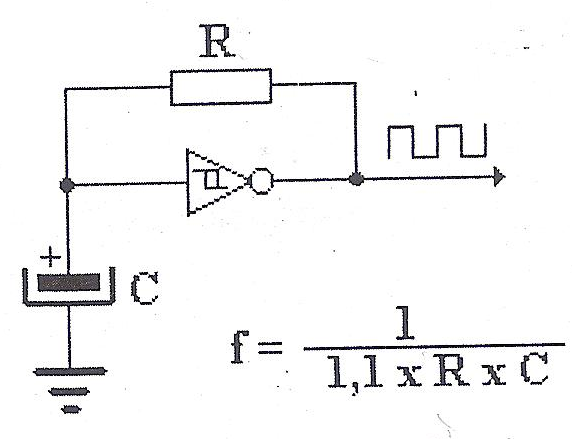 R
+
C
f = 1
1,1 x R x C